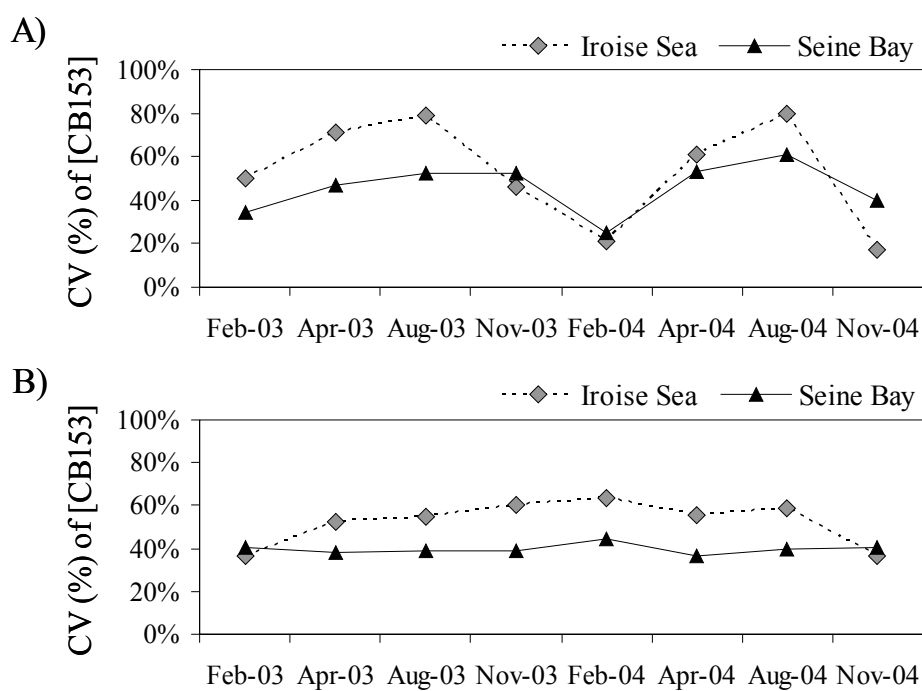 A)
Iroise Sea Seine Bay
CV (%) of [CB153]
100%
80%
60%
40%
20%
0%
Feb-03 Apr-03 Aug-03 Nov-03 Feb-04 Apr-04 Aug-04 Nov-04
B)
Iroise Sea Seine Bay
CV (%) of [CB153]
100%
80%
60%
40%
20%
0%
Feb-03 Apr-03 Aug-03 Nov-03 Feb-04 Apr-04 Aug-04 Nov-04